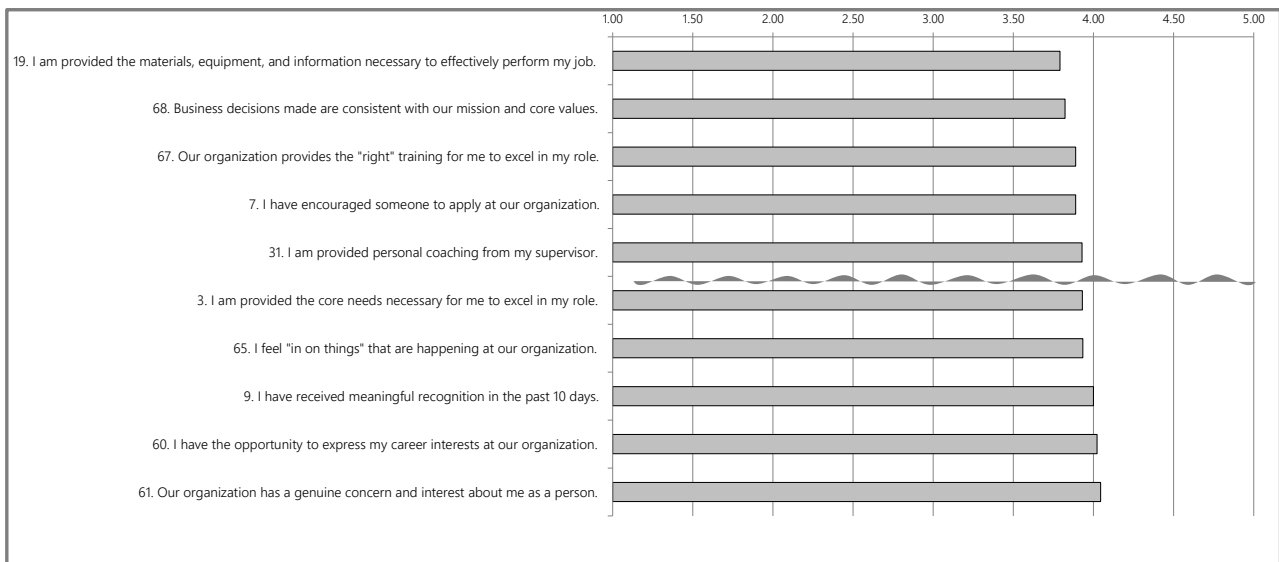 1.00 1.50 2.00 2.50 3.00 3.50 4.00 4.50 5.00
19. I am provided the materials, equipment, and information necessary to effectively perform my job.
68. Business decisions made are consistent with our mission and core values.
67. Our organization provides the "right" training for me to excel in my role.
7. I have encouraged someone to apply at our organization.
31. I am provided personal coaching from my supervisor.
3. I am provided the core needs necessary for me to excel in my role.
65. I feel "in on things" that are happening at our organization.
9. I have received meaningful recognition in the past 10 days.
60. I have the opportunity to express my career interests at our organization.
61. Our organization has a genuine concern and interest about me as a person.